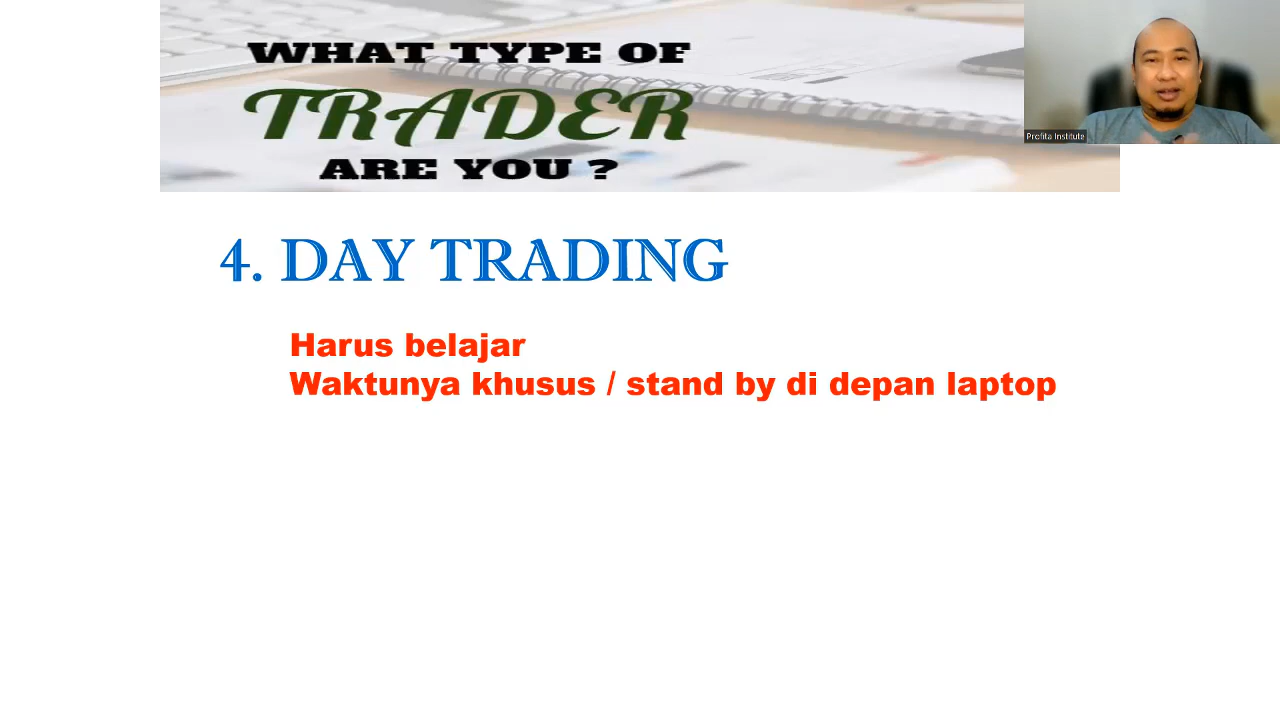 WHAT TYPE OF
TRADER
ARE YOU ?
Profita Institute
4. DAY TRADING
Harus belajar
Waktunya khusus / stand by di depan laptop